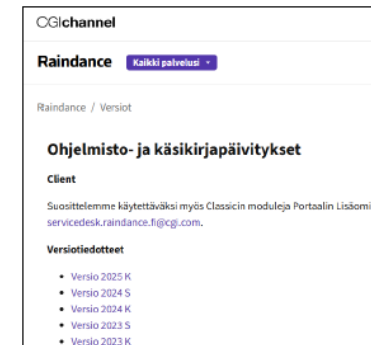 CGIchannel
Raindance Kaikki palvelusi
Raindance / Versiot
Ohjelmisto- ja käsikirjapäivitykset
Client
Suosittelemme käytettäväksi myös Classicin moduleja Portaalin Lisäomi
servicedesk.raindance.fi@cgi.com.
Versiotiedotteet
• Versio 2025 K
• Versio 2024 S
• Versio 2024 K
• Versio 2023 S
• Versio 2023 K